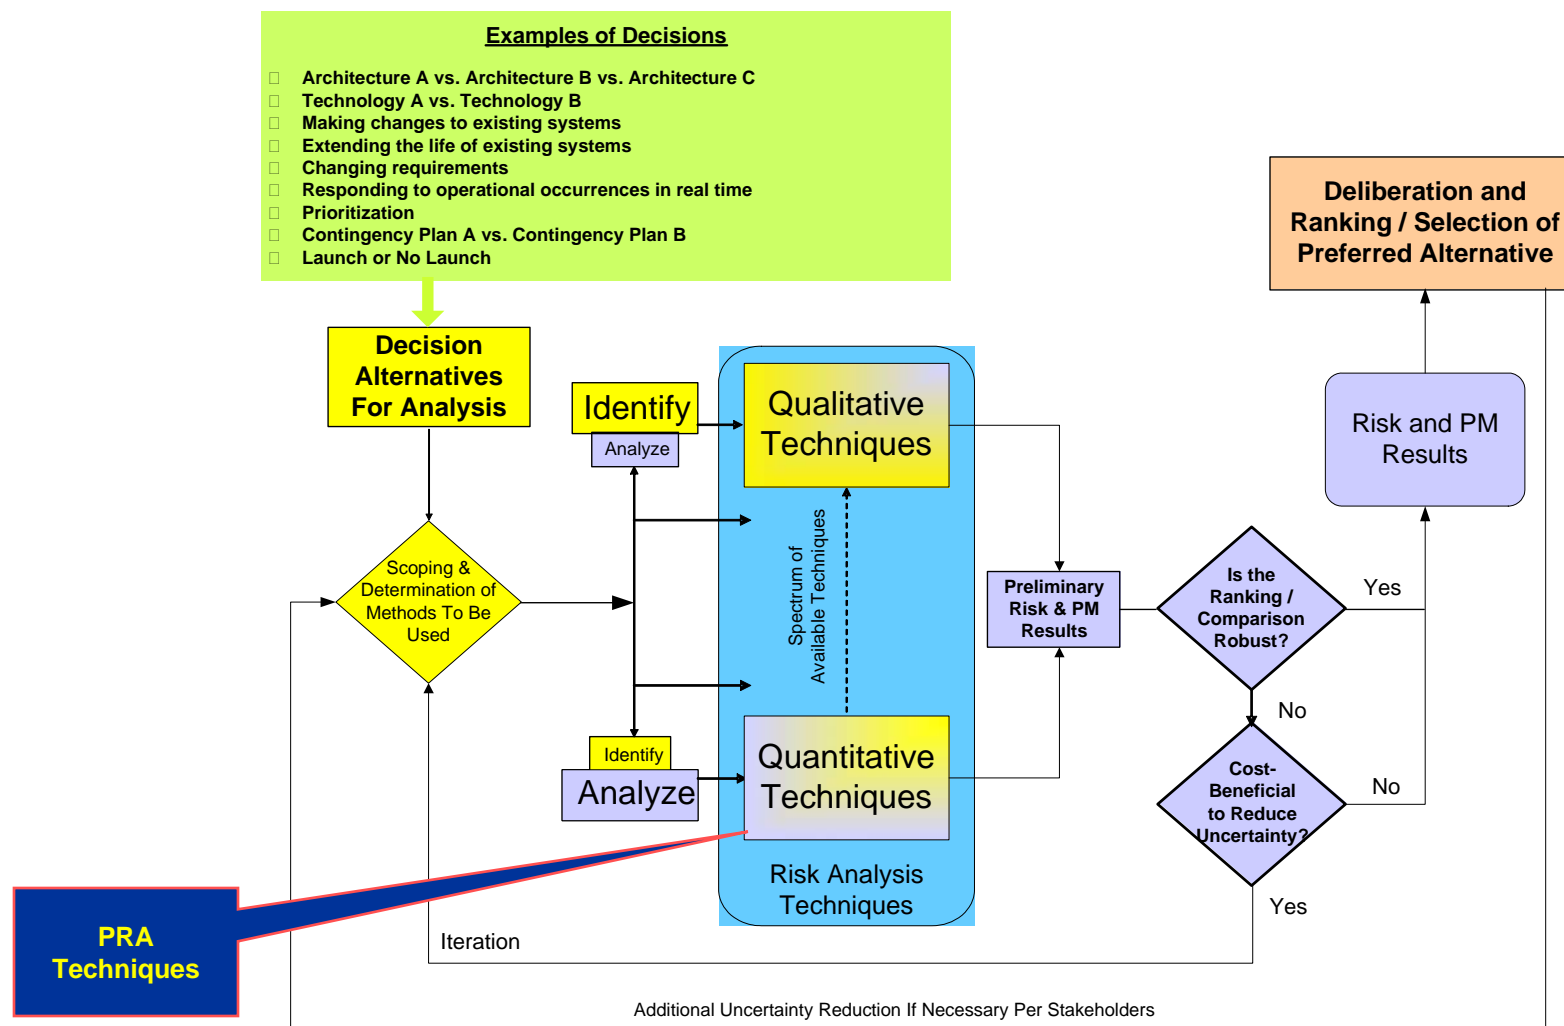 Examples of Decisions
Architecture A vs. Architecture B vs. Architecture C
Technology A vs. Technology B
Making changes to existing systems
Extending the life of existing systems
Changing requirements
Responding to operational occurrences in real time
Prioritization
Contingency Plan A vs. Contingency Plan B
Launch or No Launch
Deliberation and
Ranking / Selection of
Preferred Alternative
Decision
Alternatives
For Analysis
Identify
Analyze
Qualitative
Techniques
Risk and PM
Results
Scoping &
Determination of
Methods To Be
Used
Spectrum of
Available Techniques
Preliminary
Risk & PM
Results
Is the
Ranking /
Comparison
Robust?
Yes
No
Identify
Analyze
Quantitative
Techniques
Cost-
Beneficial
to Reduce
Uncertainty?
No
Yes
Risk Analysis
Techniques
PRA
Techniques
Iteration
Additional Uncertainty Reduction If Necessary Per Stakeholders